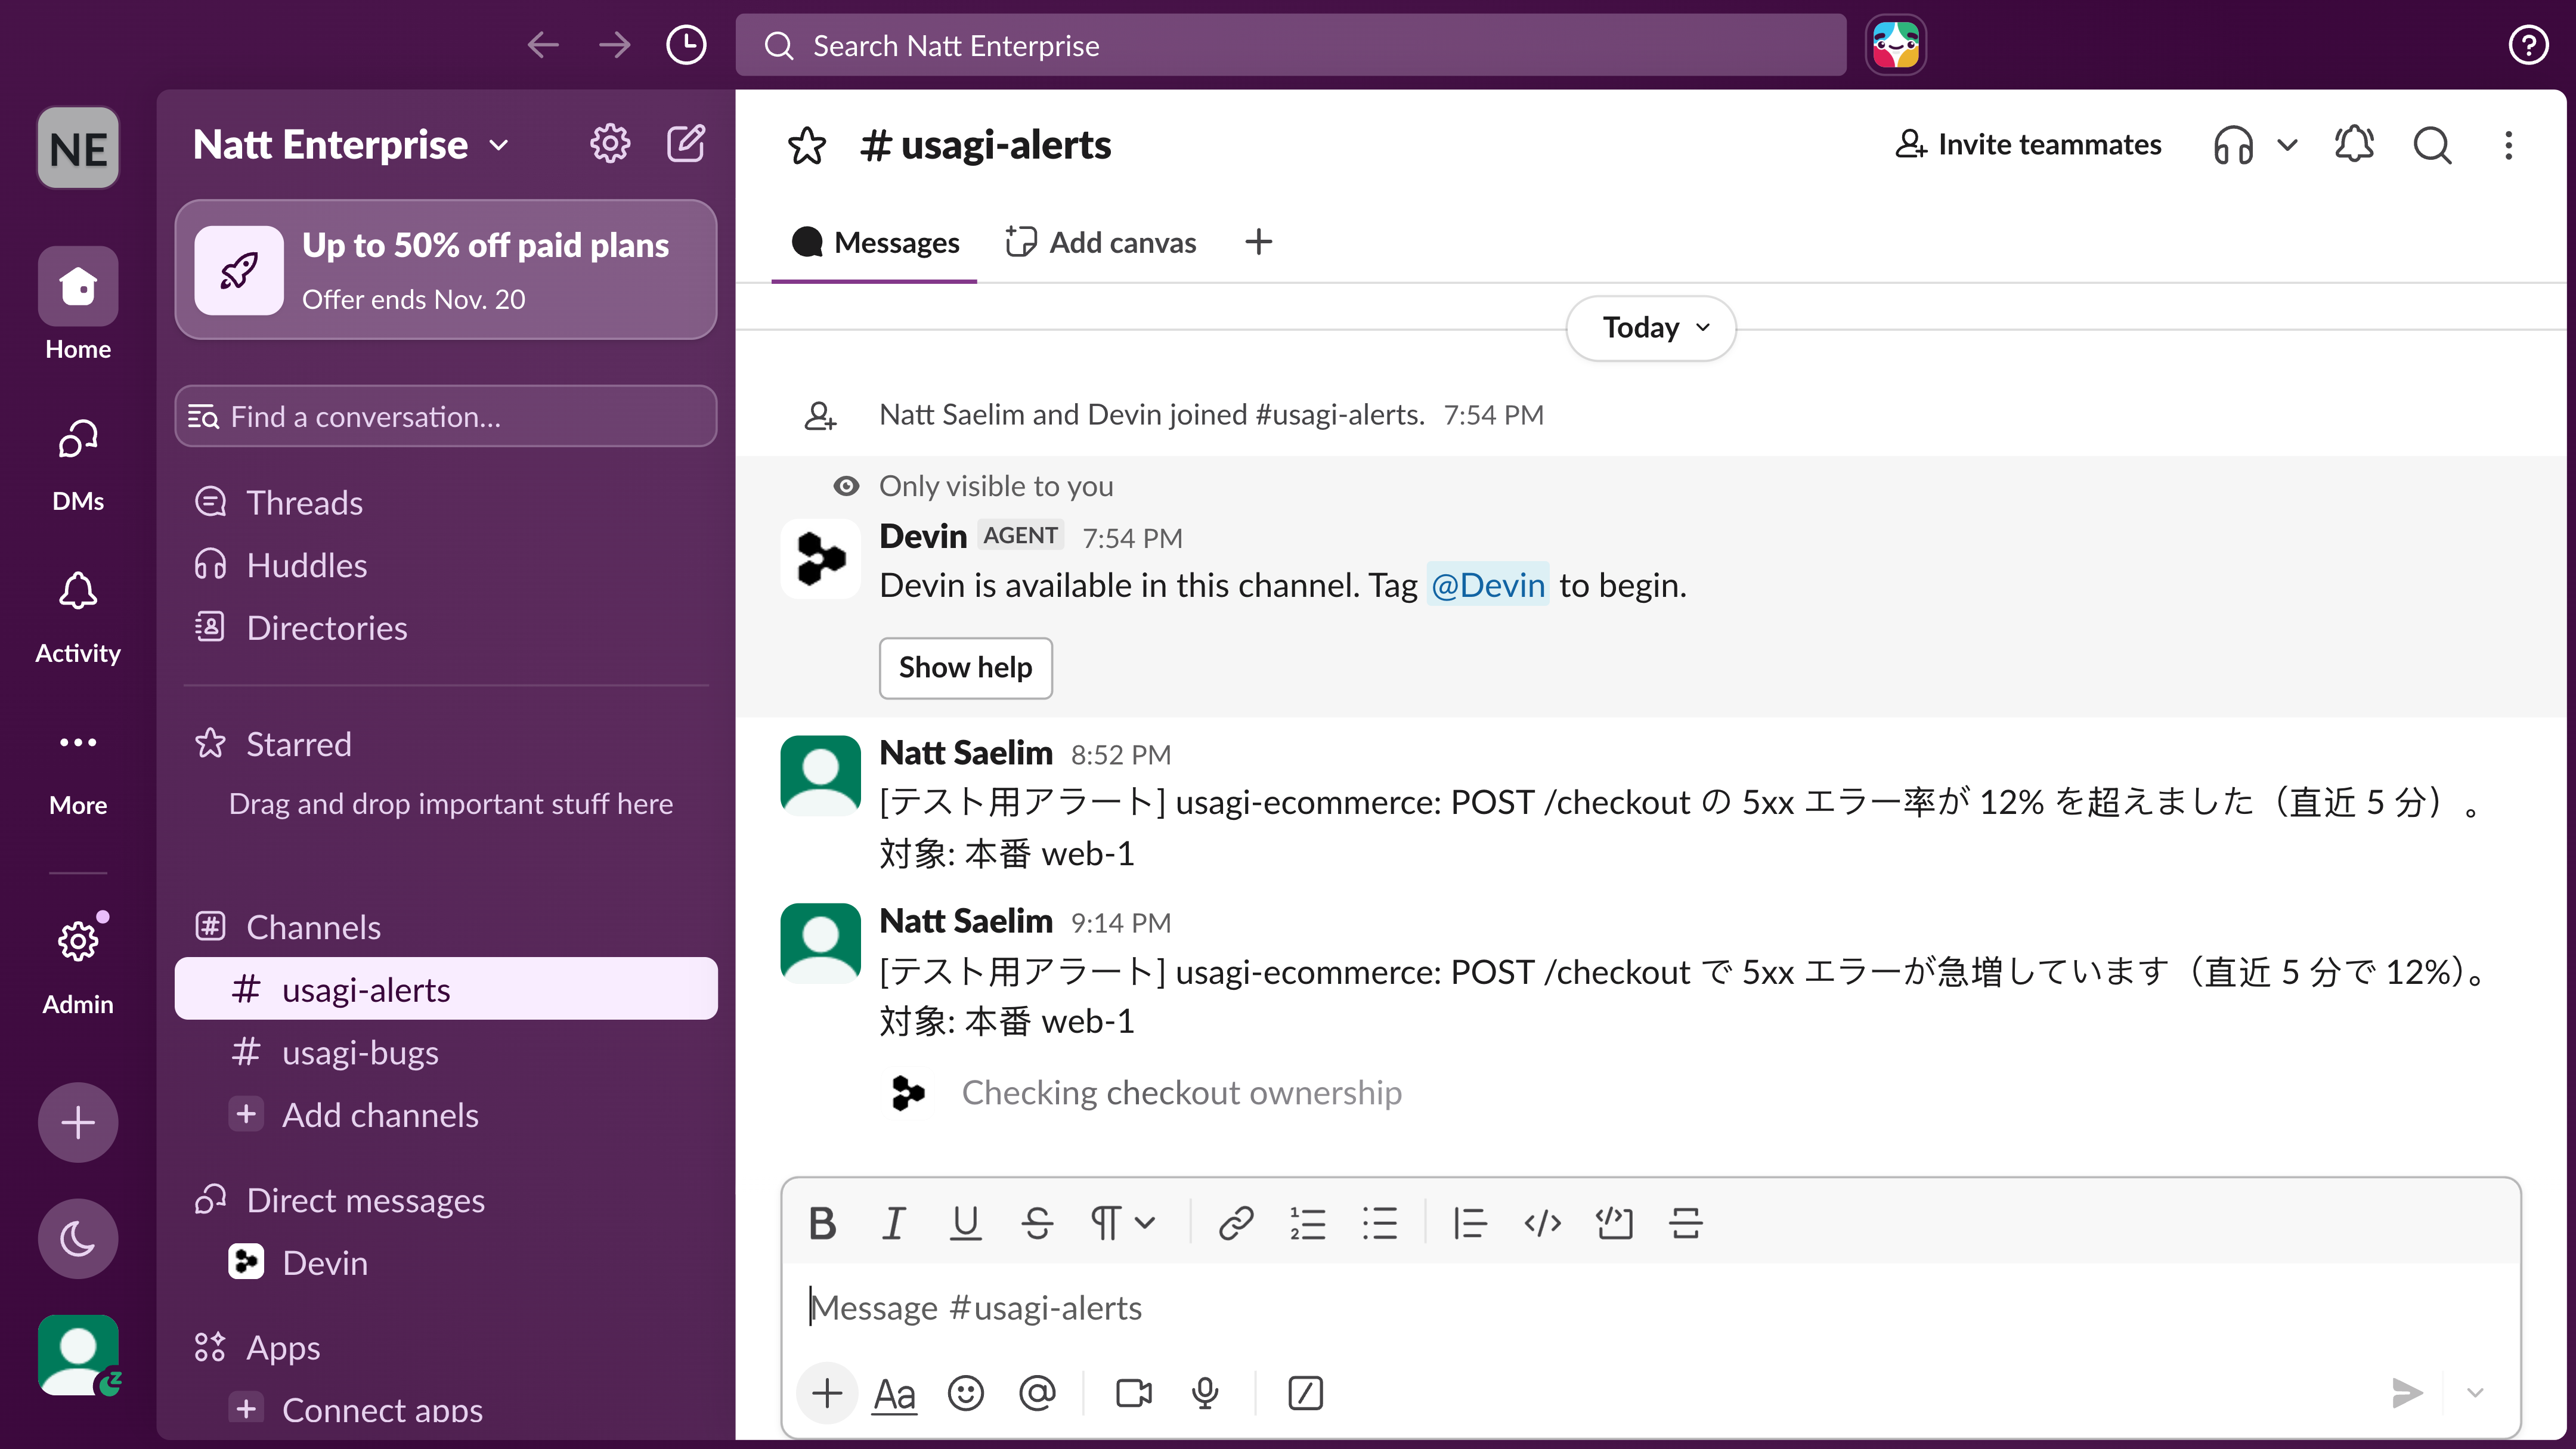 Search Natt Enterprise
NE
Home
DMs
Activity
More
Admin
Natt Enterprise
Up to 50% off paid plans
Offer ends Nov. 20
Find a conversation...
Threads
Huddles
Directories
Starred
Drag and drop important stuff here
Channels
# usagi-alerts
# usagi-bugs
+ Add channels
Direct messages
Devin
Apps
+ Connect apps
# usagi-alerts
Invite teammates
Messages
Add canvas
Today
Natt Saelim and Devin joined #usagi-alerts. 7:54 PM
Only visible to you
Devin AGENT 7:54 PM
Devin is available in this channel. Tag @Devin to begin.
Show help
Natt Saelim 8:52 PM
[テスト用アラート] usagi-ecommerce: POST /checkout の 5xx エラー率が 12% を超えました（直近 5 分）。
対象: 本番 web-1
Natt Saelim 9:14 PM
[テスト用アラート] usagi-ecommerce: POST /checkout で 5xx エラーが急増しています（直近 5 分で 12%）。
対象: 本番 web-1
Checking checkout ownership
Message #usagi-alerts
Aa